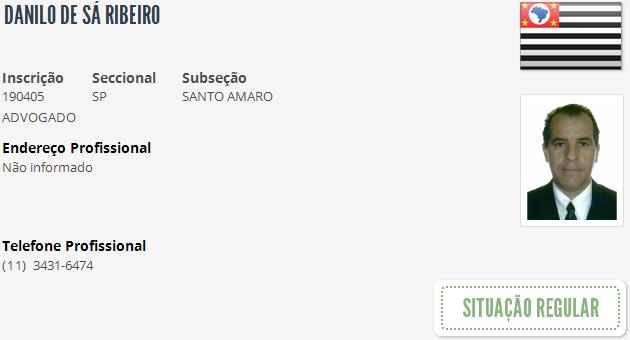 DANILO DE SÁ RIBEIRO
Inscrição Seccional Subseção
190405 SP SANTO AMARO
ADVOGADO
Endereço Profissional
Não informado
Telefone Profissional
(11) 3431-6474
SITUAÇÃO REGULAR